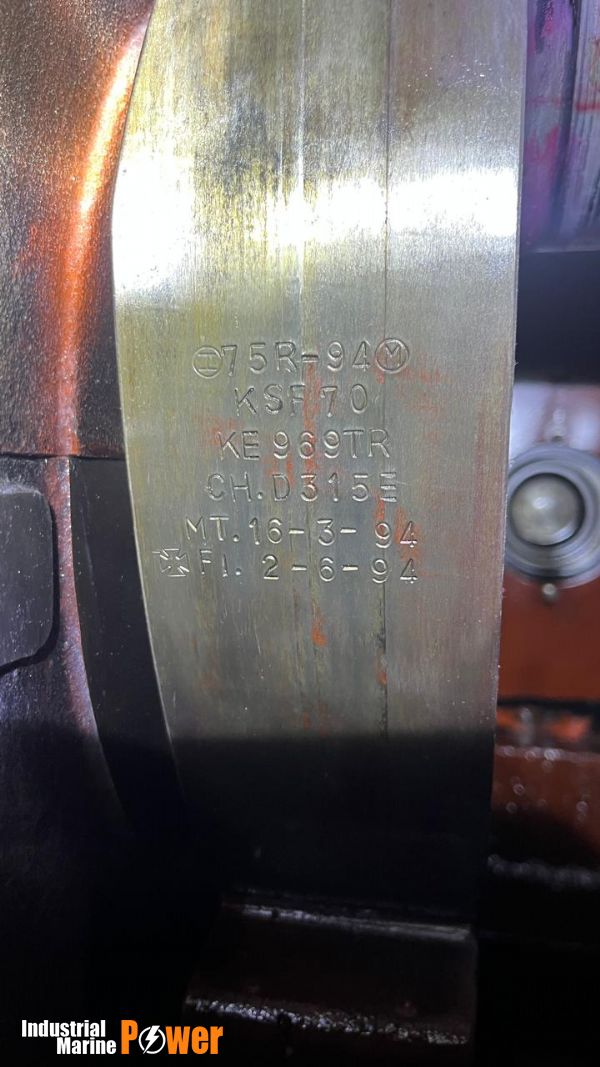 75R-94 Ⓜ
KSF70
KE969TR
CH.D315E
MT.16-3-94
FI. 2-6-94
Industrial
Marine Power